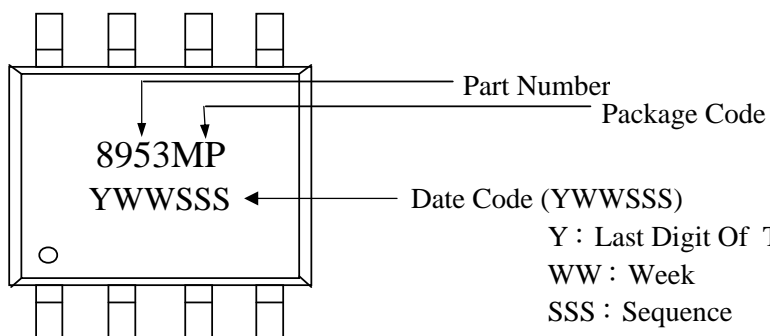 Part Number
Package Code
8953MP
YWWSSS
Date Code (YWWSSS)
Y：Last Digit Of
WW：Week
SSS：Sequence